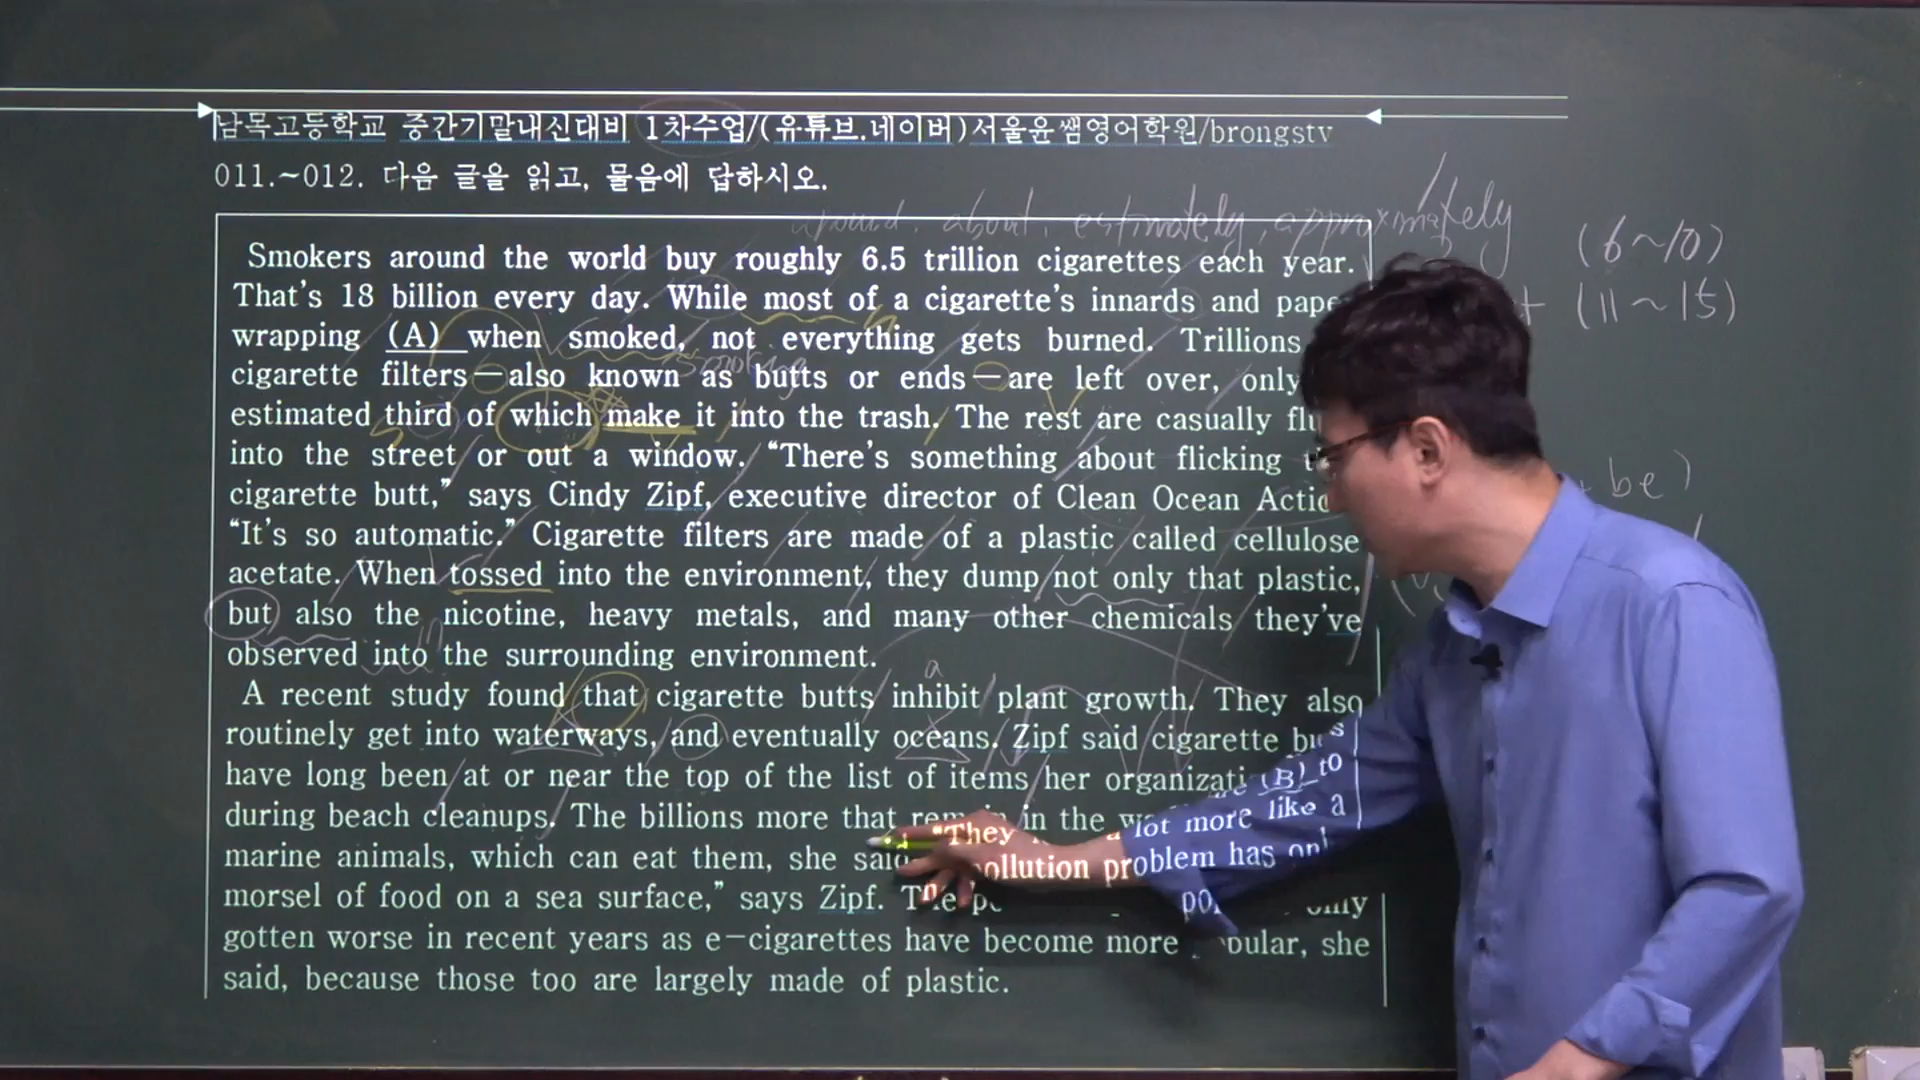 남목고등학교 중간기말내신대비 1차수업/(유튜브.네이버)서울윤쌤영어학원/brongstv
011.~012. 다음 글을 읽고, 물음에 답하시오.
around. about. estimately, approximately
(6~10)
Smokers around the world buy roughly 6.5 trillion cigarettes each year.
That's 18 billion every day. While most of a cigarette's innards and
(11~15)
wrapping (A) when smoked, not everything gets burned. Trillions
smoking
cigarette filters—also known as butts or ends—are left over, only
estimated third of which make it into the trash. The rest are casually
into the street or out a window. “There's something about flicking
be)
cigarette butt,” says Cindy Zipf, executive director of Clean Ocean
“It's so automatic.” Cigarette filters are made of a plastic called cellulose
acetate. When tossed into the environment, they dump not only that plastic,
but also the nicotine, heavy metals, and many other chemicals they've
observed into the surrounding environment.
a
A recent study found that cigarette butts inhibit plant growth. They also
routinely get into waterways, and eventually oceans. Zipf said cigarette
have long been at or near the top of the list of items her (B) to
during beach cleanups. The billions more that in the lot more like a
marine animals, which can eat them, she “They pollution problem has
morsel of food on a sea surface,” says Zipf.
gotten worse in recent years as e-cigarettes have become more she
said, because those too are largely made of plastic.